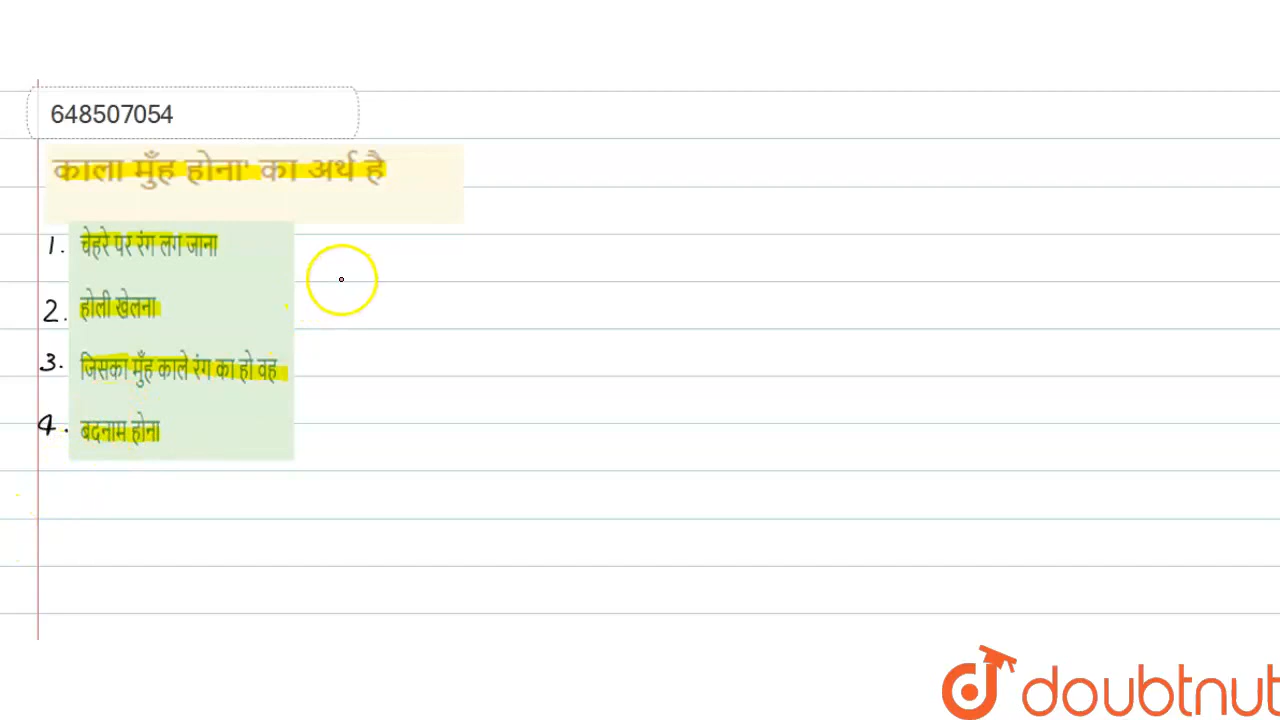 648507054
काला मुँह होना' का अर्थ है
1. चेहरे पर रंग लग जाना
2. होली खेलना
3. जिसका मुँह काले रंग का हो वह
4. बदनाम होना
doubtnut